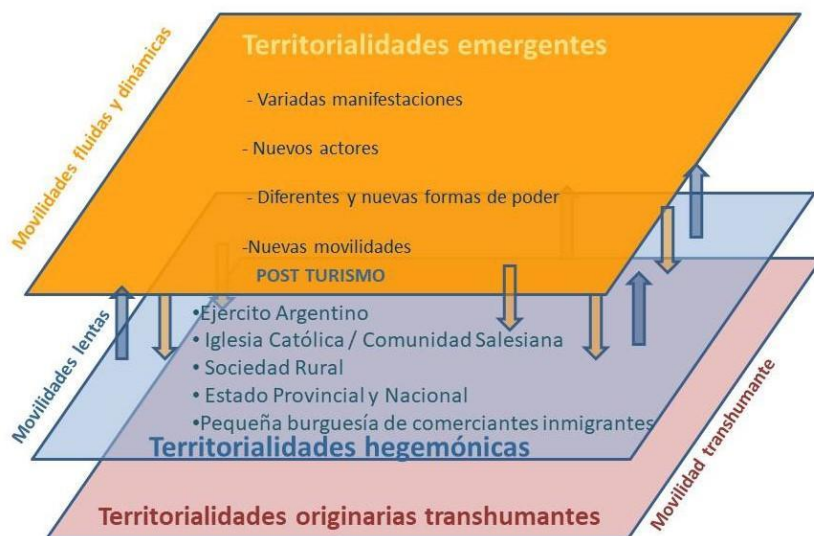 Territorialidades emergentes
- Variadas manifestaciones
- Nuevos actores
- Diferentes y nuevas formas de poder
-Nuevas movilidades
POST TURISMO
Movilidades fluidas y dinámicas
•Ejército Argentino
• Iglesia Católica / Comunidad Salesiana
• Sociedad Rural
• Estado Provincial y Nacional
•Pequeña burguesía de comerciantes inmigrantes
Territorialidades hegemónicas
Movilidades lentas
Territorialidades originarias transhumantes
Movilidad transhumante